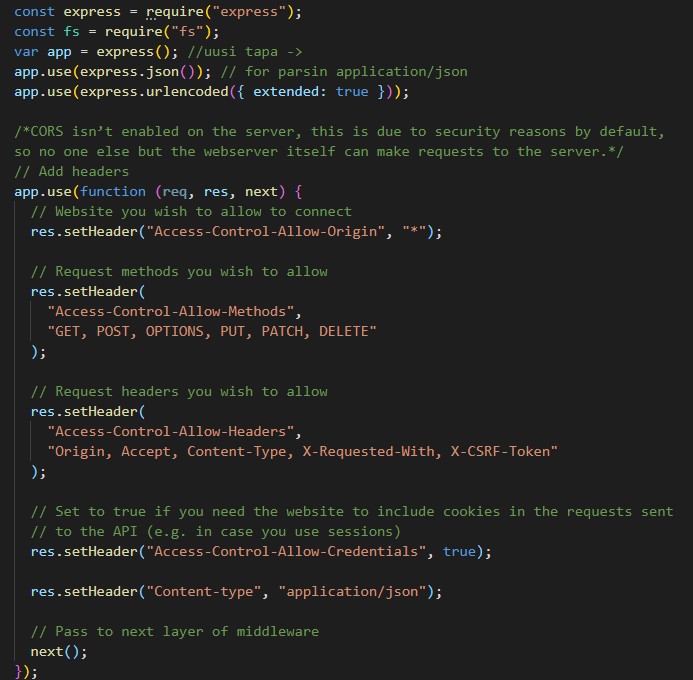 const express = require("express");
const fs = require("fs");
var app = express(); //uusi tapa ->
app.use(express.json()); // for parsin application/json
app.use(express.urlencoded({ extended: true }));
/*CORS isn't enabled on the server, this is due to security reasons by default,
so no one else but the webserver itself can make requests to the server.*/
// Add headers
app.use(function (req, res, next) {
// Website you wish to allow to connect
res.setHeader("Access-Control-Allow-Origin", "*");
// Request methods you wish to allow
res.setHeader(
"Access-Control-Allow-Methods",
"GET, POST, OPTIONS, PUT, PATCH, DELETE"
);
// Request headers you wish to allow
res.setHeader(
"Access-Control-Allow-Headers",
"Origin, Accept, Content-Type, X-Requested-With, X-CSRF-Token"
);
// Set to true if you need the website to include cookies in the requests sent
// to the API (e.g. in case you use sessions)
res.setHeader("Access-Control-Allow-Credentials", true);
res.setHeader("Content-type", "application/json");
// Pass to next layer of middleware
next();
});